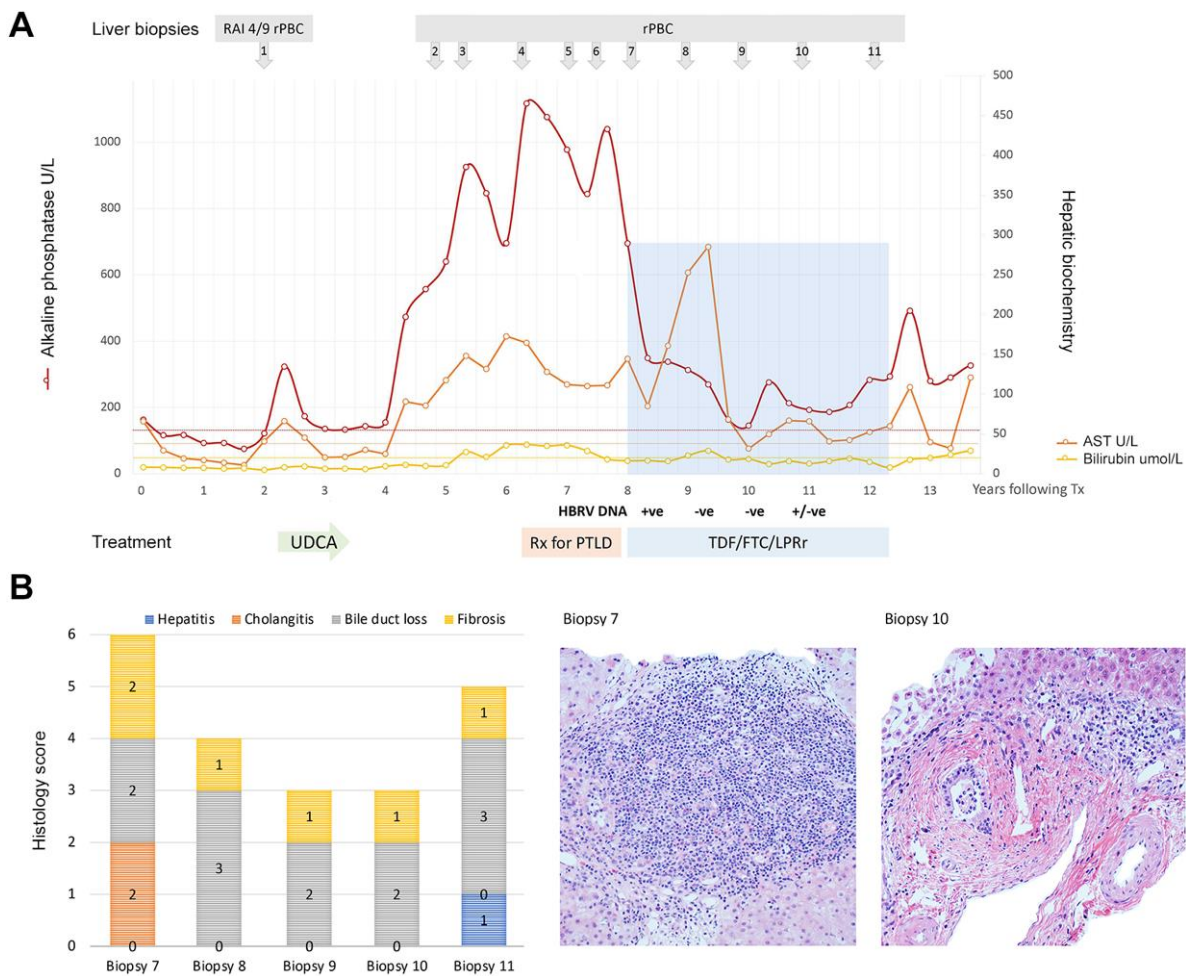 A
Liver biopsies
RAI 4/9 rPBC
rPBC
1 2 3 4 5 6 7 8 9 10 11
Alkaline phosphatase U/L
1000
800
600
400
200
0
500
450
400
350
300
250
200
150
100
50
0
Hepatic biochemistry
AST U/L
Bilirubin umol/L
0 1 2 3 4 5 6 7 8 9 10 11 12 13 Years following Tx
HBRV DNA +ve -ve -ve +/-ve
Treatment
UDCA
Rx for PTLD
TDF/FTC/LPRr
B
Hepatitis Cholangitis Bile duct loss Fibrosis
Histology score
6
5
4
3
2
1
0
2
2
2
0
1
3
0
1
2
0
1
2
0
1
3
0
1
Biopsy 7 Biopsy 8 Biopsy 9 Biopsy 10 Biopsy 11
Biopsy 7
Biopsy 10